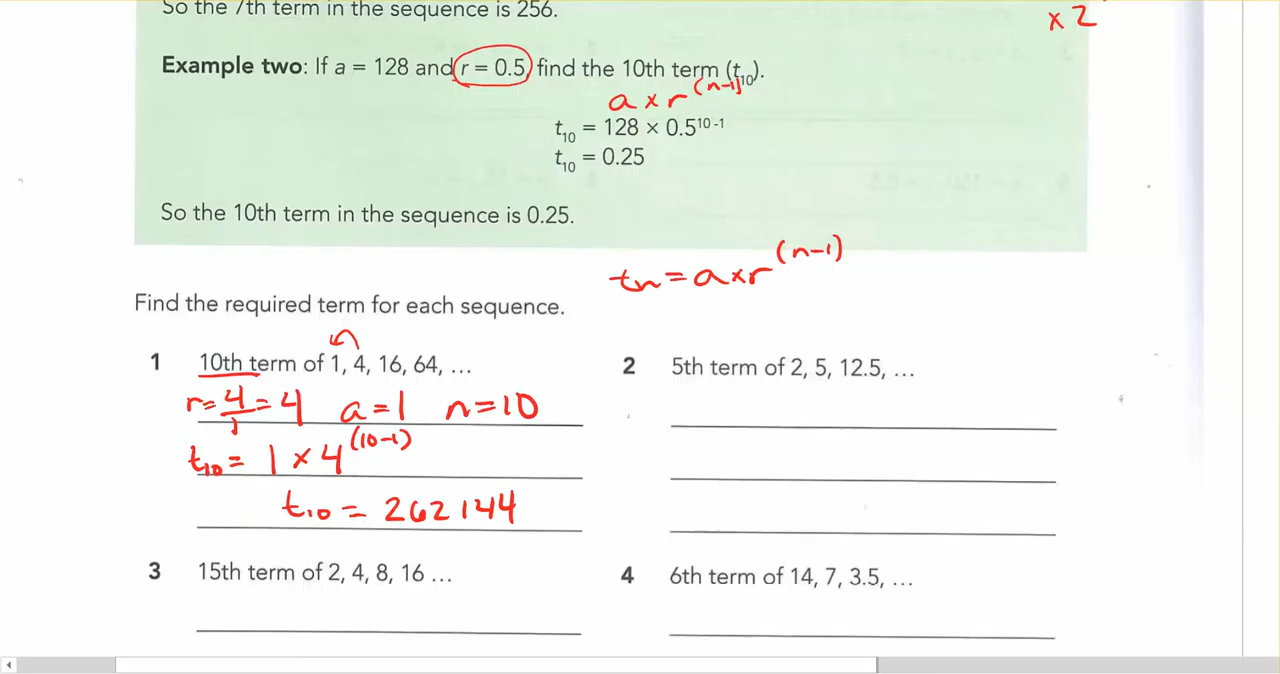 So the 7th term in the sequence is 256.
× 2
Example two: If a = 128 and r = 0.5, find the 10th term (t₁₀).
a × r^(n-1)
t₁₀ = 128 × 0.5¹⁰⁻¹
t₁₀ = 0.25
So the 10th term in the sequence is 0.25.
tn = a×r^(n-1)
Find the required term for each sequence.
1 10th term of 1, 4, 16, 64, …
r = 4/1 = 4 a = 1 n = 10
t₁₀ = 1 × 4^(10-1)
t₁₀ = 262144
2 5th term of 2, 5, 12.5, …
3 15th term of 2, 4, 8, 16 …
4 6th term of 14, 7, 3.5, …